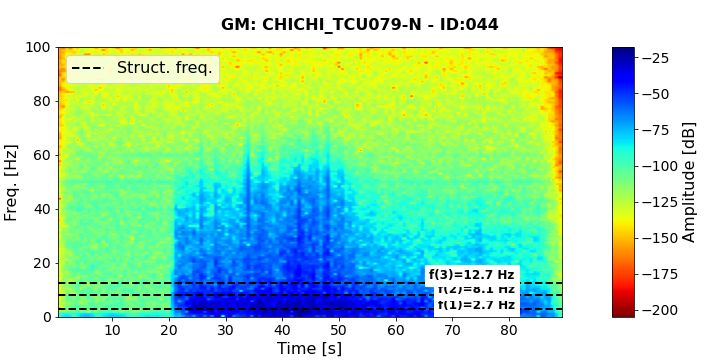 GM: CHICHI_TCU079-N - ID:044
100
80
60
40
20
0
Freq. [Hz]
Struct. freq.
f(3)=12.7 Hz
f(2)=8.1 Hz
f(1)=2.7 Hz
10 20 30 40 50 60 70 80
Time [s]
−25
−50
−75
−100
−125
−150
−175
−200
Amplitude [dB]